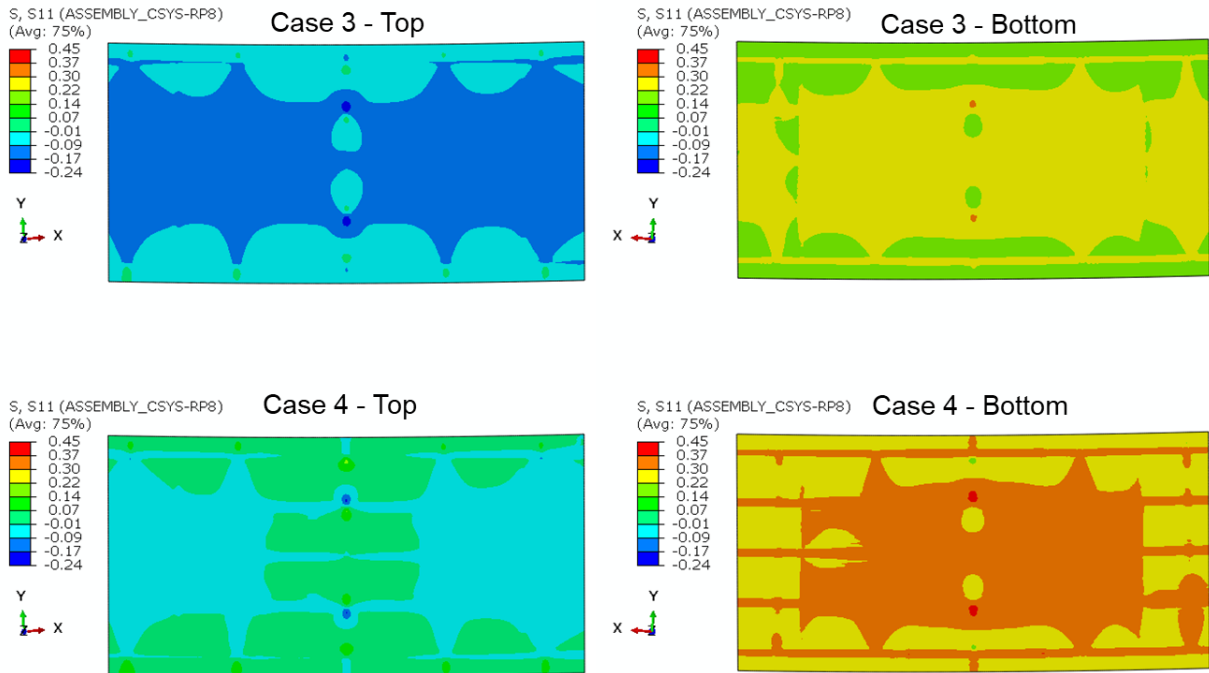 S, S11 (ASSEMBLY_CSYS-RP8)
(Avg: 75%)
0.45
0.37
0.30
0.22
0.14
0.07
-0.01
-0.09
-0.17
-0.24
Case 3 - Top
Y
Z
X
S, S11 (ASSEMBLY_CSYS-RP8)
(Avg: 75%)
0.45
0.37
0.30
0.22
0.14
0.07
-0.01
-0.09
-0.17
-0.24
Case 3 - Bottom
Y
X
Z
S, S11 (ASSEMBLY_CSYS-RP8)
(Avg: 75%)
0.45
0.37
0.30
0.22
0.14
0.07
-0.01
-0.09
-0.17
-0.24
Case 4 - Top
Y
Z
X
S, S11 (ASSEMBLY_CSYS-RP8)
(Avg: 75%)
0.45
0.37
0.30
0.22
0.14
0.07
-0.01
-0.09
-0.17
-0.24
Case 4 - Bottom
Y
X
Z